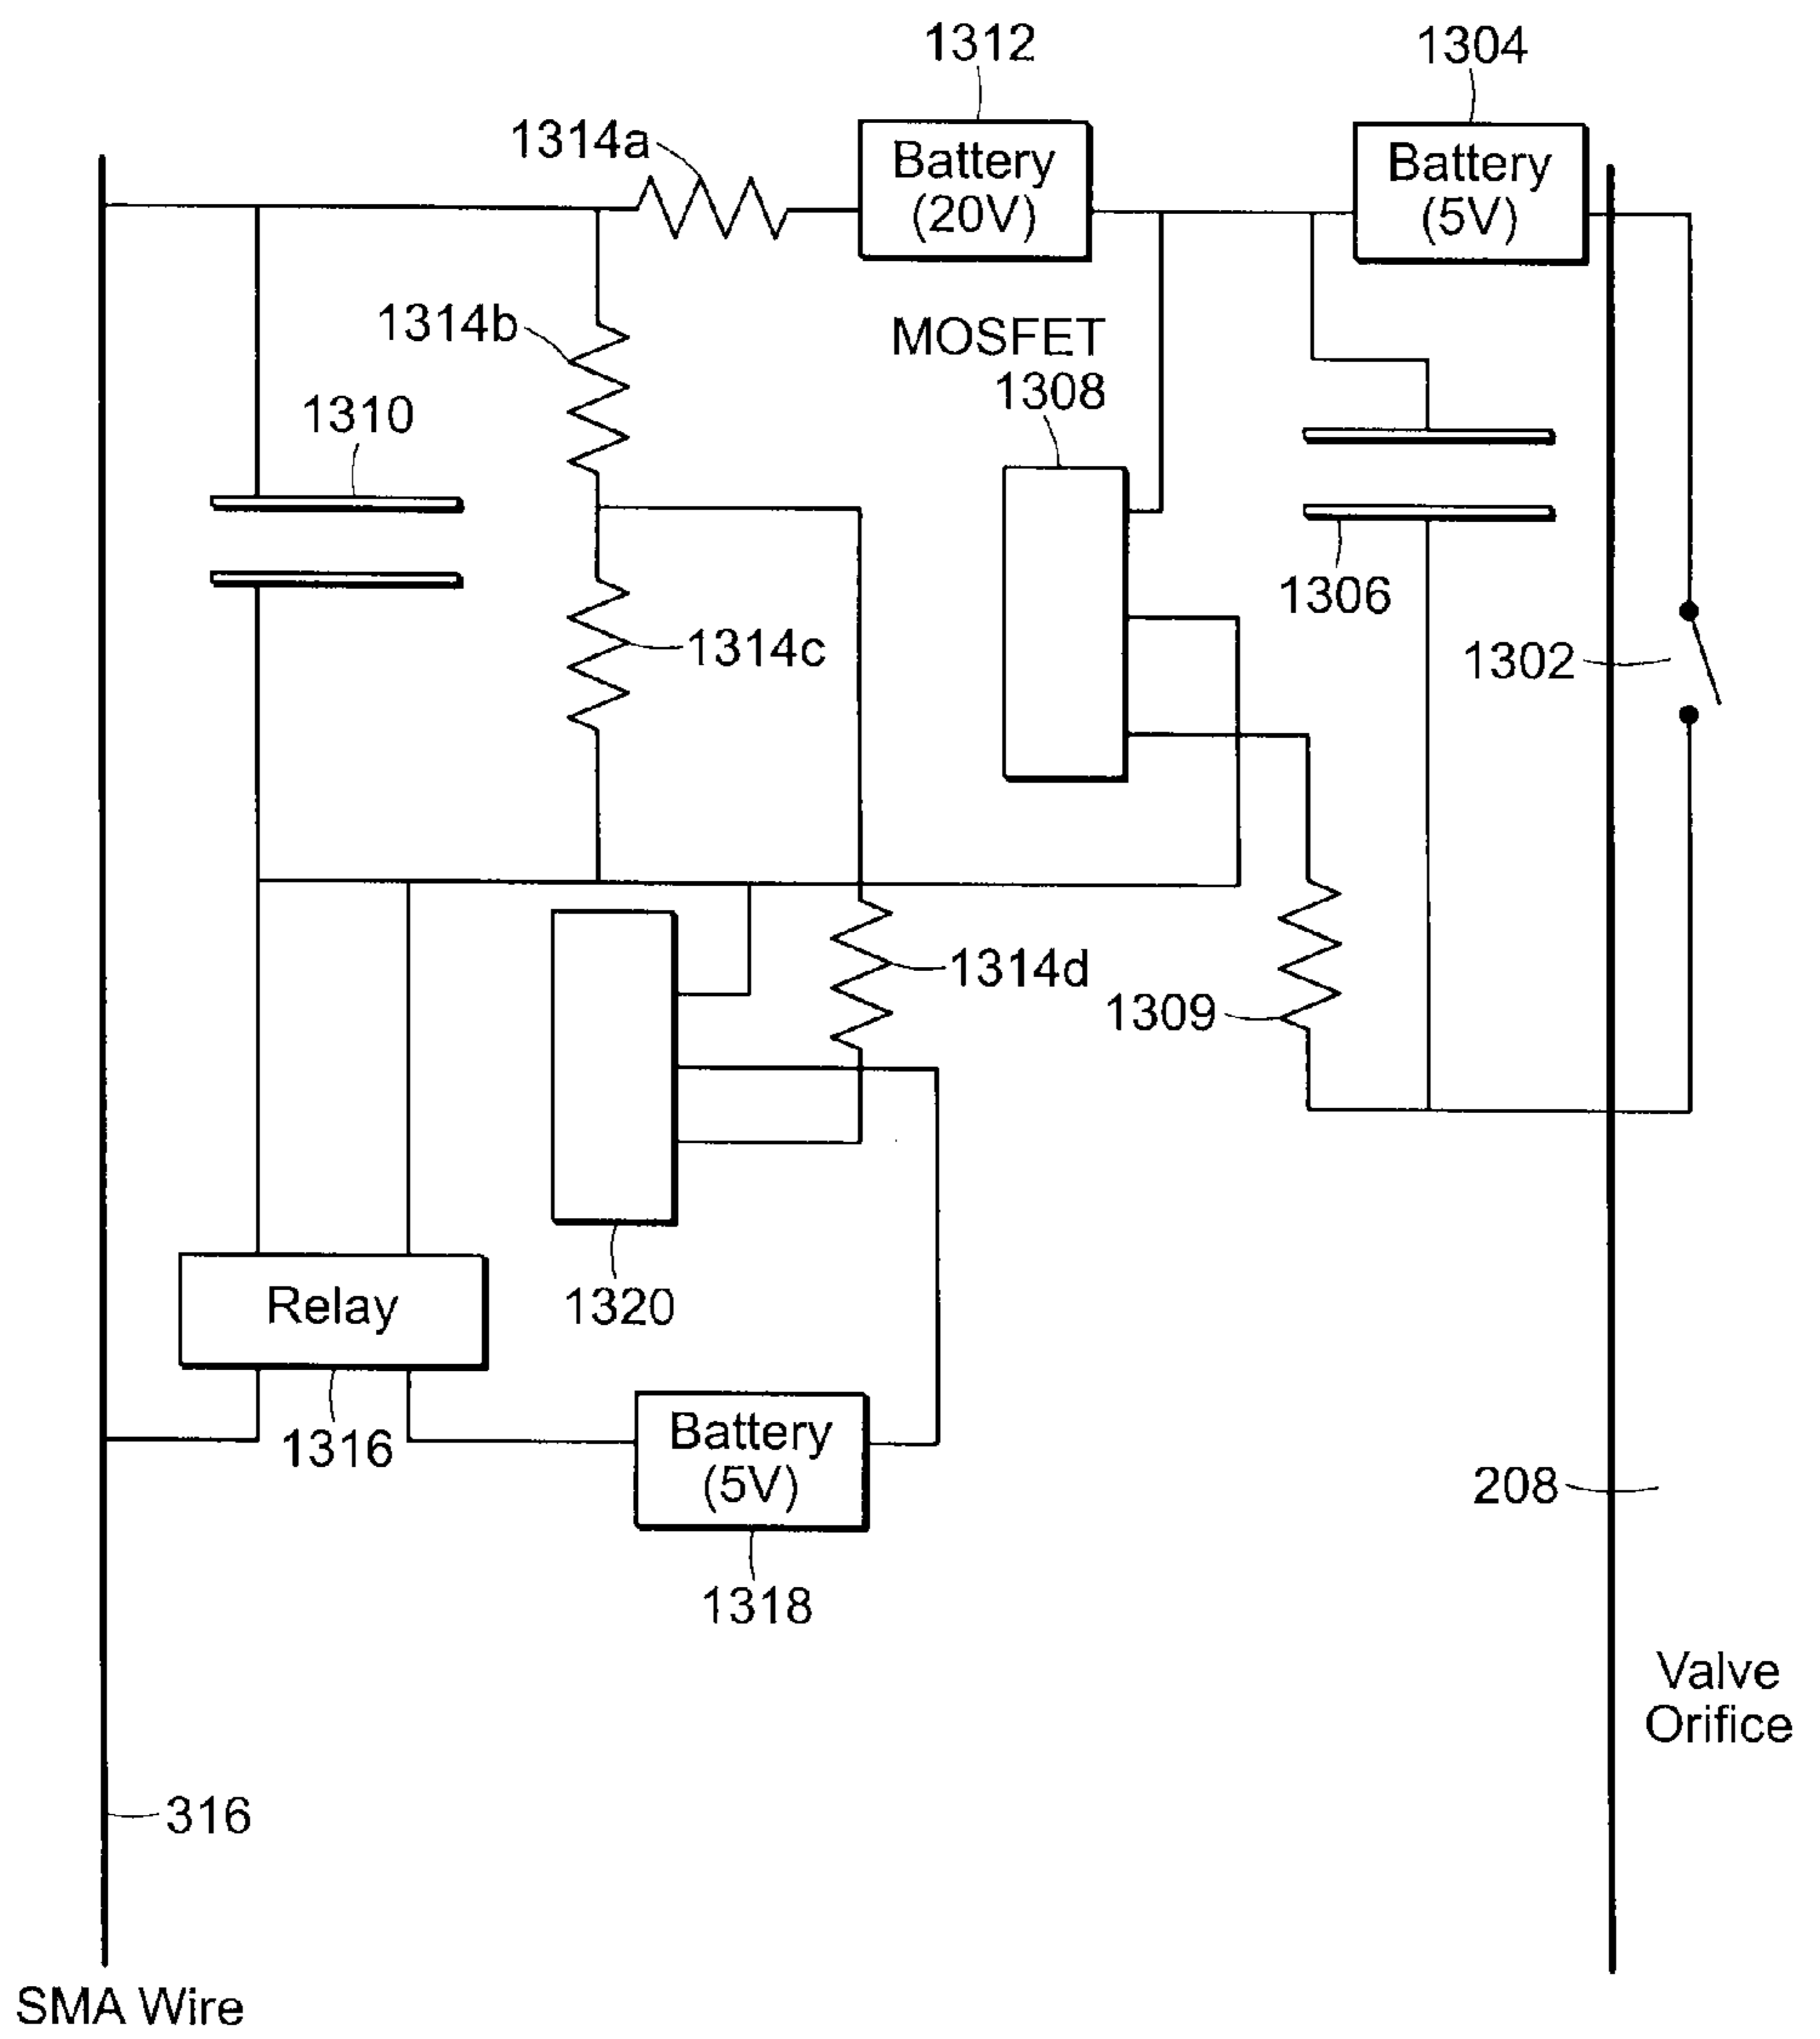 1312
1304
1314a
Battery
(20V)
Battery
(5V)
1314b
MOSFET
1308
1310
1306
1314c
1302
1314d
1309
Relay
1320
1316
Battery
(5V)
208
1318
Valve
Orifice
316
SMA Wire